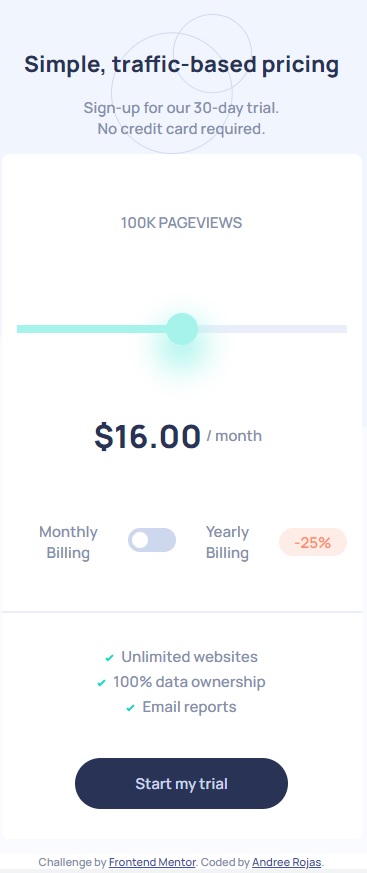 Simple, traffic-based pricing
Sign-up for our 30-day trial.
No credit card required.
100K PAGEVIEWS
$16.00 / month
Monthly
Billing
Yearly
Billing
-25%
Unlimited websites
100% data ownership
Email reports
Start my trial
Challenge by Frontend Mentor. Coded by Andree Rojas.